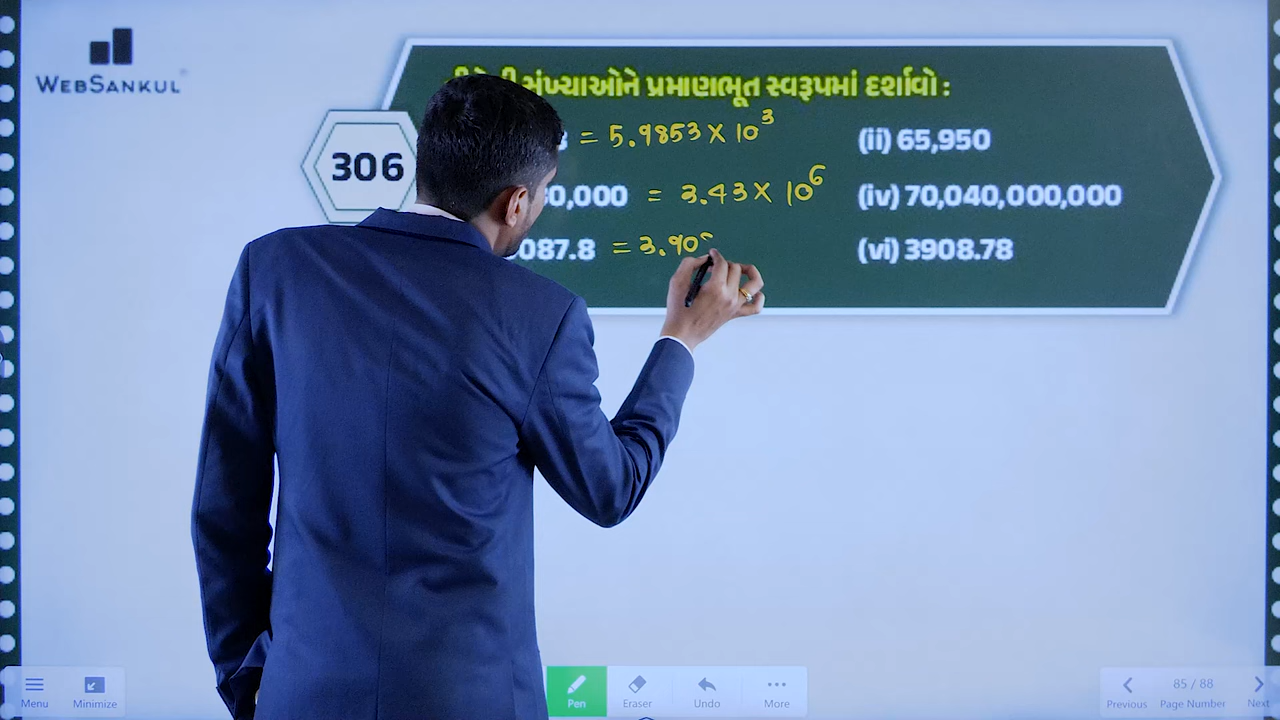 WEBSANKUL
સંખ્યાઓને પ્રમાણભૂત સ્વરૂપમાં દર્શાવો :
306
= 5.9853 × 10³ (ii) 65,950
0,000 = 3.43 × 10⁶ (iv) 70,040,000,000
087.8 = 3.90 (vi) 3908.78
Menu Minimize Pen Eraser Undo More Previous 85 / 88 Page Number Next